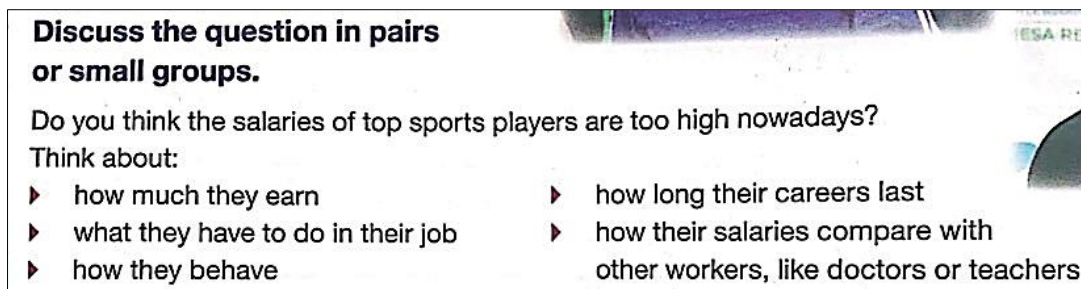 Discuss the question in pairs
or small groups.
Do you think the salaries of top sports players are too high nowadays?
Think about:
how much they earn
what they have to do in their job
how they behave
how long their careers last
how their salaries compare with
other workers, like doctors or teachers